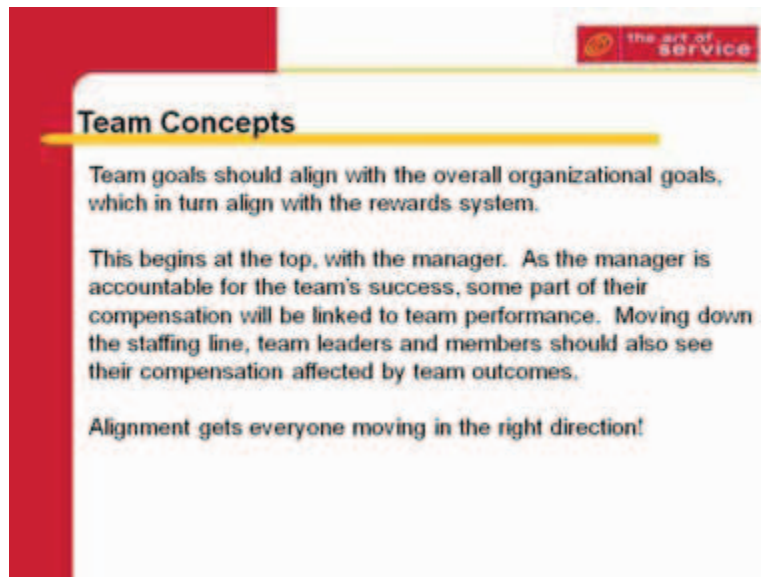 the art of
service
Team Concepts
Team goals should align with the overall organizational goals,
which in turn align with the rewards system.
This begins at the top, with the manager.  As the manager is
accountable for the team's success, some part of their
compensation will be linked to team performance.  Moving down
the staffing line, team leaders and members should also see
their compensation affected by team outcomes.
Alignment gets everyone moving in the right direction!